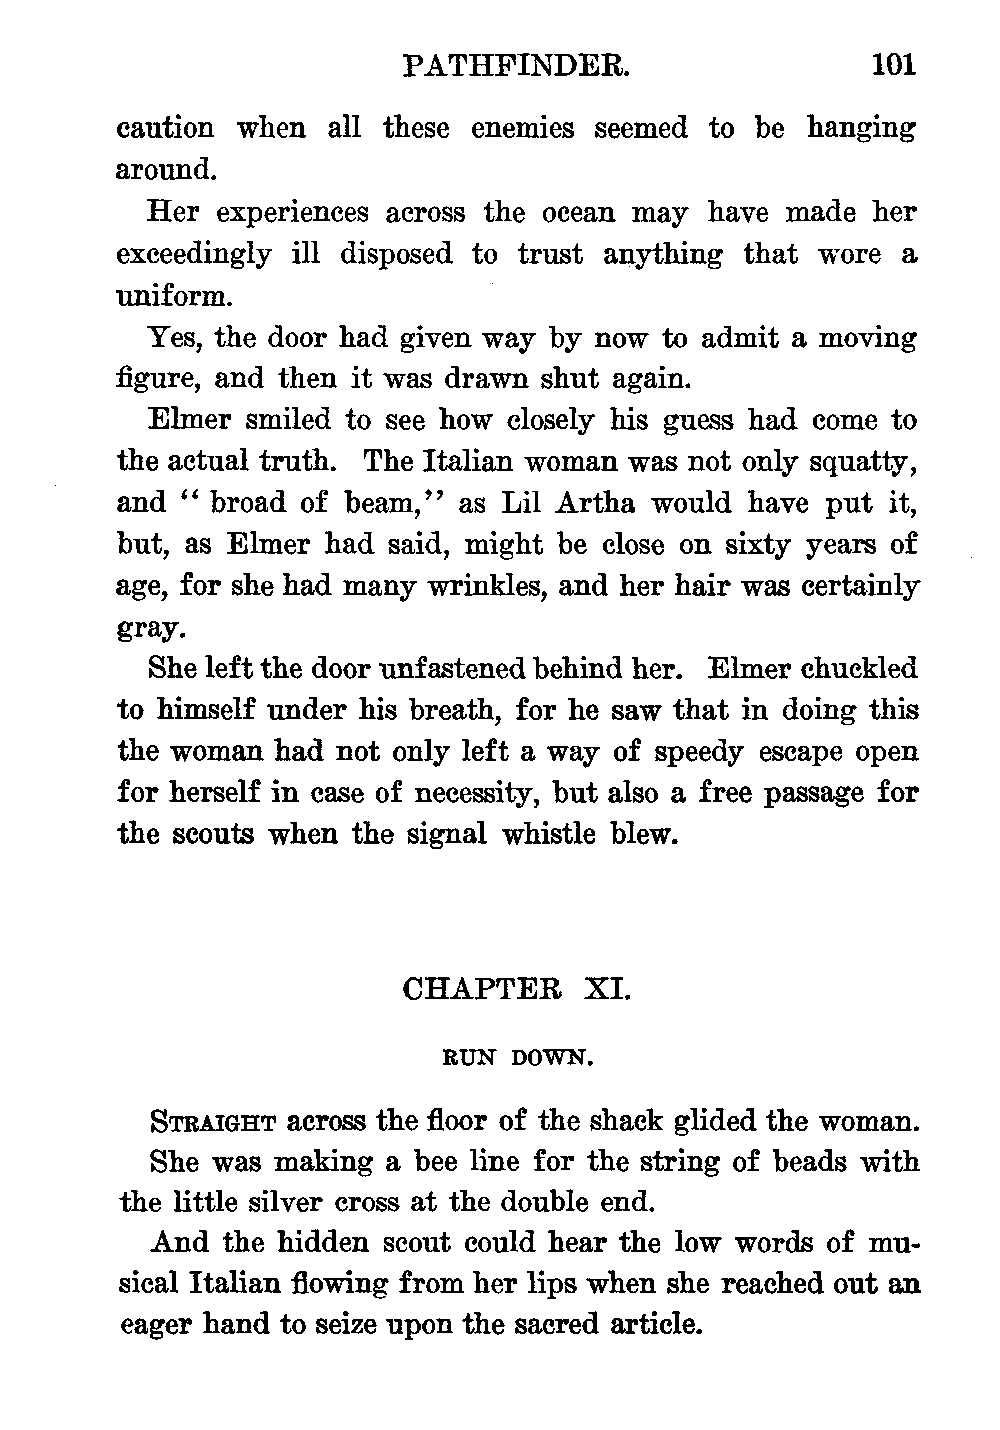 PATHFINDER. 101
caution when all these enemies seemed to be hanging
around.
Her experiences across the ocean may have made her
exceedingly ill disposed to trust anything that wore a
uniform.
Yes, the door had given way by now to admit a moving
figure, and then it was drawn shut again.
Elmer smiled to see how closely his guess had come to
the actual truth. The Italian woman was not only squatty,
and “ broad of beam,” as Lil Artha would have put it,
but, as Elmer had said, might be close on sixty years of
age, for she had many wrinkles, and her hair was certainly
gray.
She left the door unfastened behind her. Elmer chuckled
to himself under his breath, for he saw that in doing this
the woman had not only left a way of speedy escape open
for herself in case of necessity, but also a free passage for
the scouts when the signal whistle blew.
CHAPTER XI.
RUN DOWN.
STRAIGHT across the floor of the shack glided the woman.
She was making a bee line for the string of beads with
the little silver cross at the double end.
And the hidden scout could hear the low words of mu-
sical Italian flowing from her lips when she reached out an
eager hand to seize upon the sacred article.